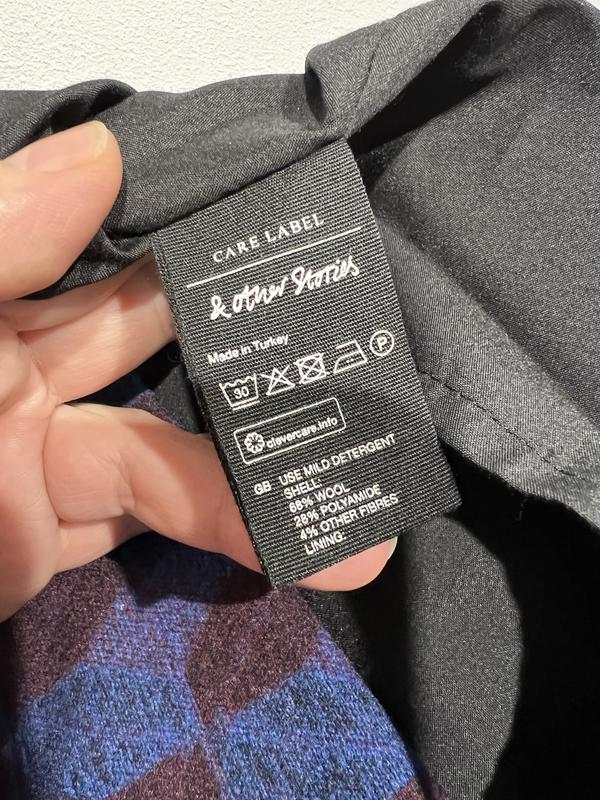 CARE LABEL
& other Stories
Made in Turkey
30 P
clevercare.info
GB USE MILD DETERGENT
SHELL:
68% WOOL
28% POLYAMIDE
4% OTHER FIBRES
LINING: